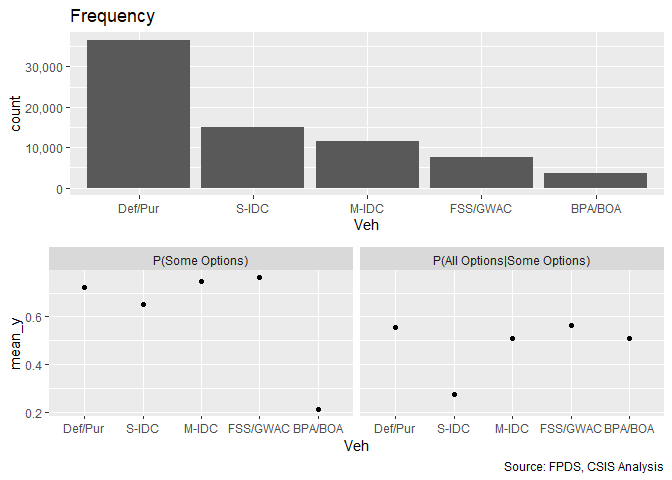 Frequency
30,000
20,000
10,000
0
count
Def/Pur S-IDC M-IDC FSS/GWAC BPA/BOA
Veh
P(Some Options) P(All Options|Some Options)
0.6
0.4
0.2
mean_y
Def/Pur S-IDC M-IDC FSS/GWAC BPA/BOA Def/Pur S-IDC M-IDC FSS/GWAC BPA/BOA
Veh
Source: FPDS, CSIS Analysis